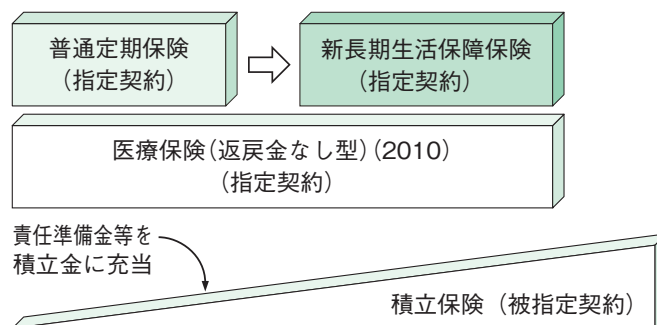 普通定期保険
（指定契約）
新長期生活保障保険
（指定契約）
医療保険（返戻金なし型）（2010）
（指定契約）
責任準備金等を
積立金に充当
積立保険（被指定契約）